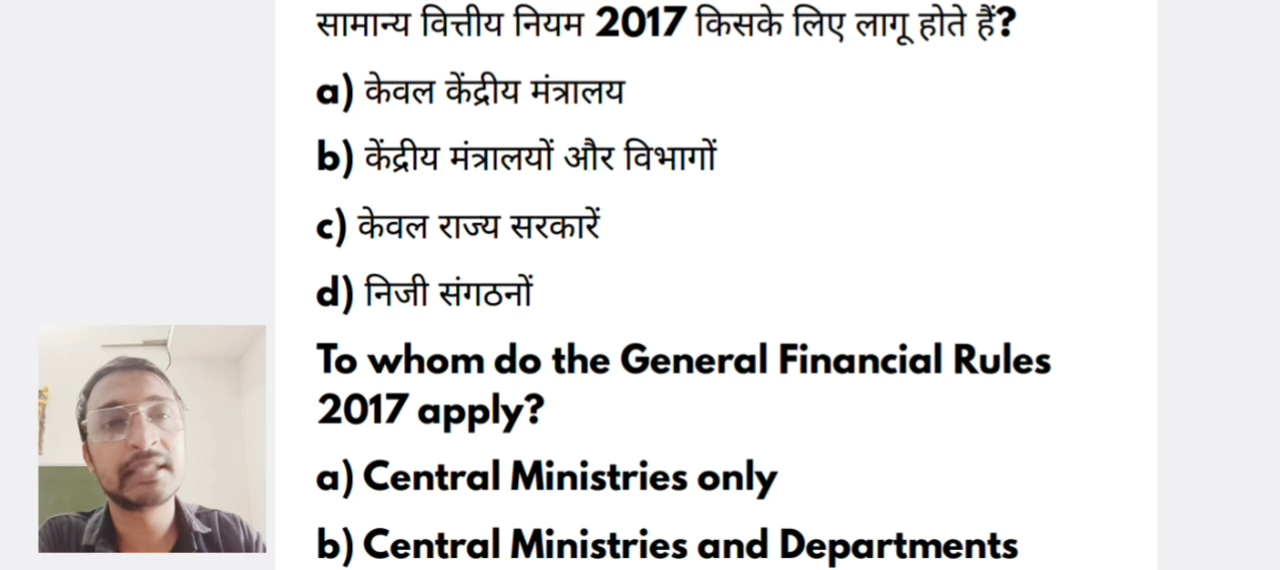 सामान्य वित्तीय नियम 2017 किसके लिए लागू होते हैं?
a) केवल केंद्रीय मंत्रालय
b) केंद्रीय मंत्रालयों और विभागों
c) केवल राज्य सरकारें
d) निजी संगठनों
To whom do the General Financial Rules
2017 apply?
a) Central Ministries only
b) Central Ministries and Departments